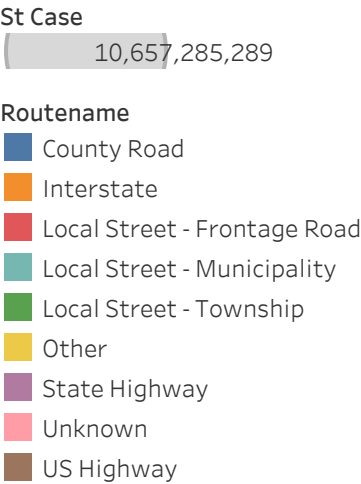 St Case
10,657,285,289
Routename
County Road
Interstate
Local Street - Frontage Road
Local Street - Municipality
Local Street - Township
Other
State Highway
Unknown
US Highway